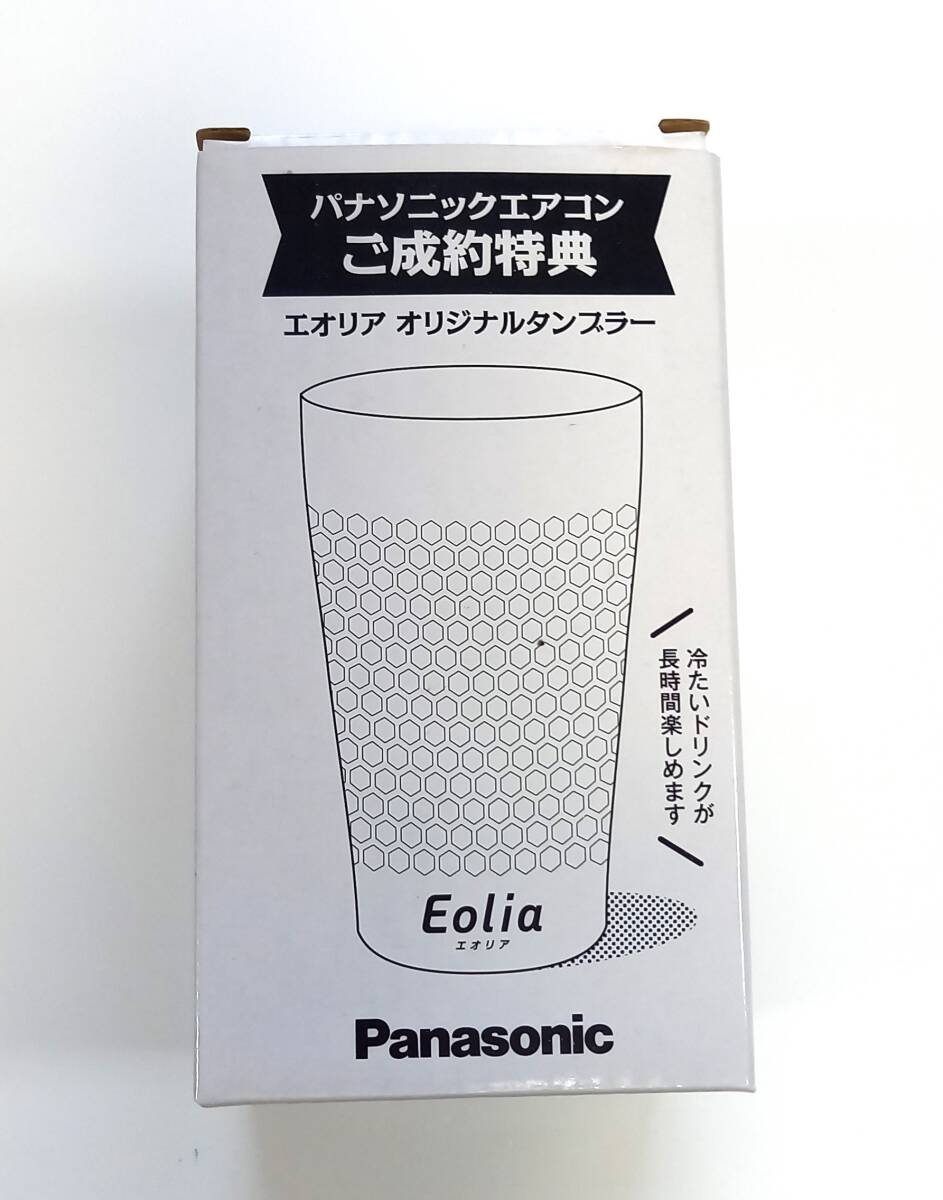 パナソニックエアコン
ご成約特典
エオリア オリジナルタンブラー
冷たいドリンクが
長時間楽しめます
Eolia
エオリア
Panasonic